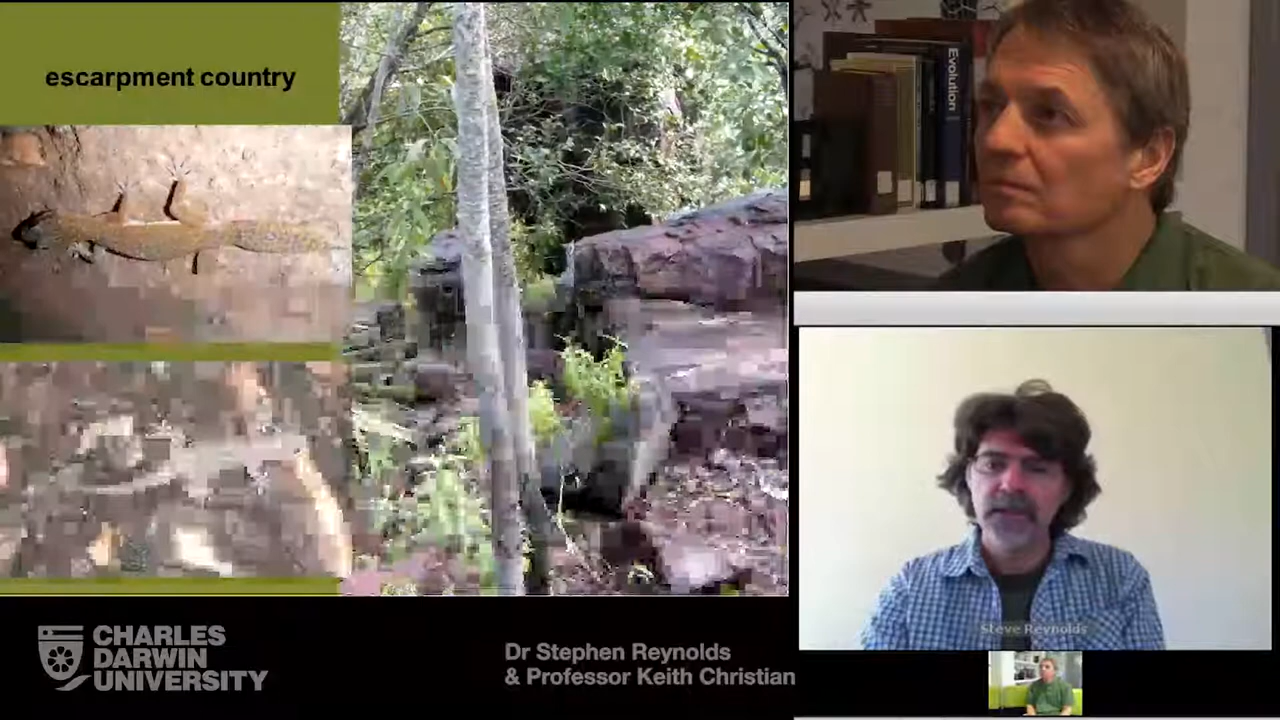 escarpment country
Evolution
Steve Reynolds
CHARLES
DARWIN
UNIVERSITY
Dr Stephen Reynolds
& Professor Keith Christian